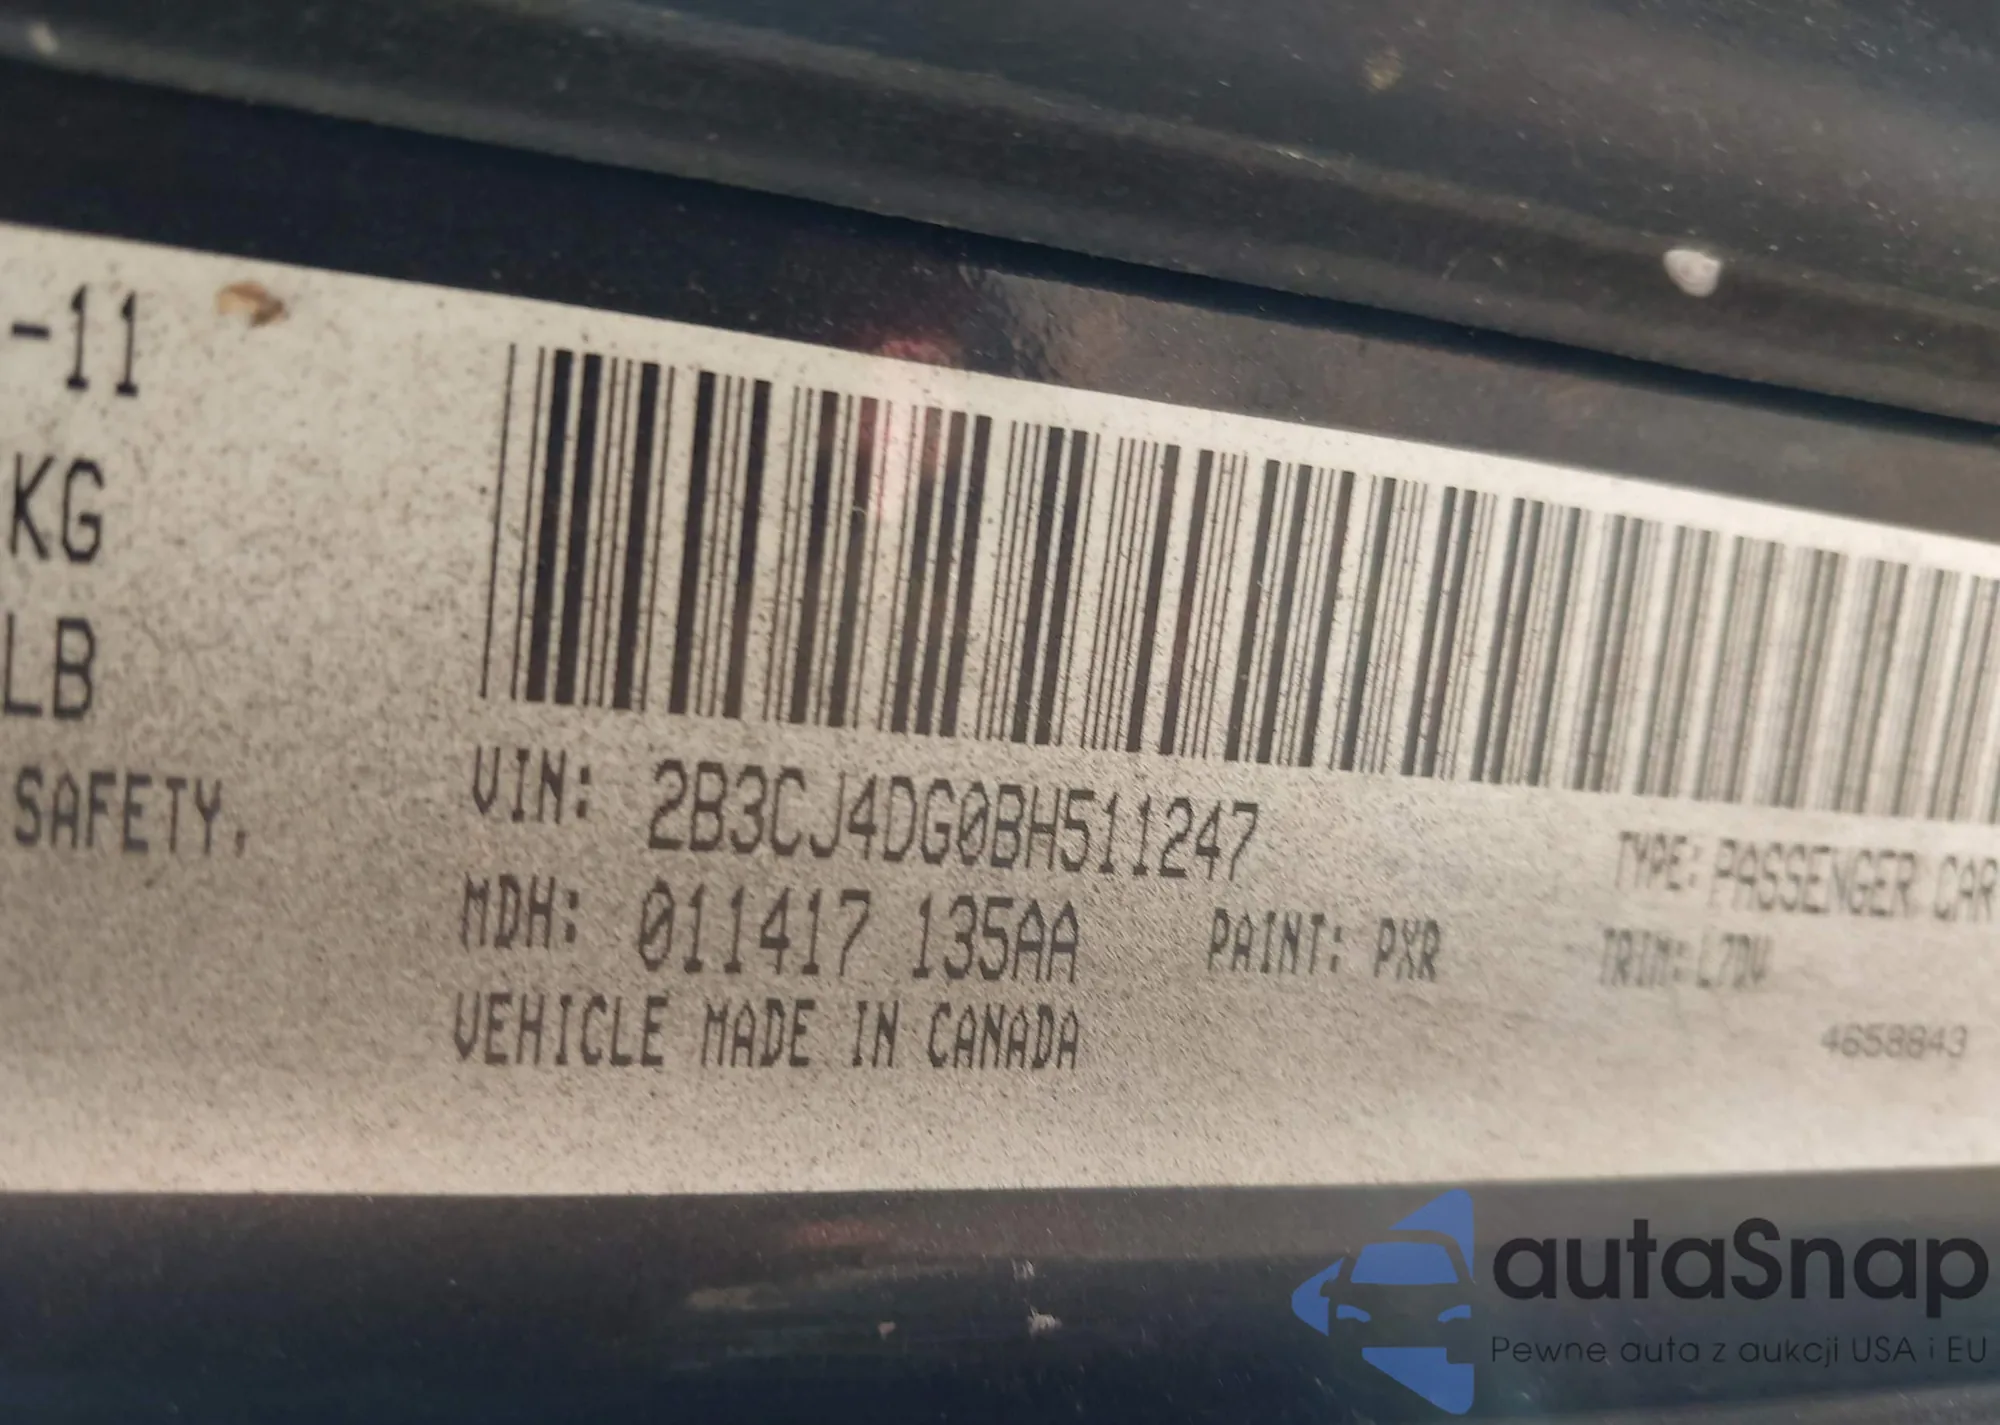 -11
KG
LB
SAFETY.
VIN: 2B3CJ4DG0BH511247
TYPE: PASSENGER CAR
MDH: 011417 135AA PAINT: PXR TRIM: L7DV
VEHICLE MADE IN CANADA
4658843
autaSnap
Pewne auta z aukcji USA i EU